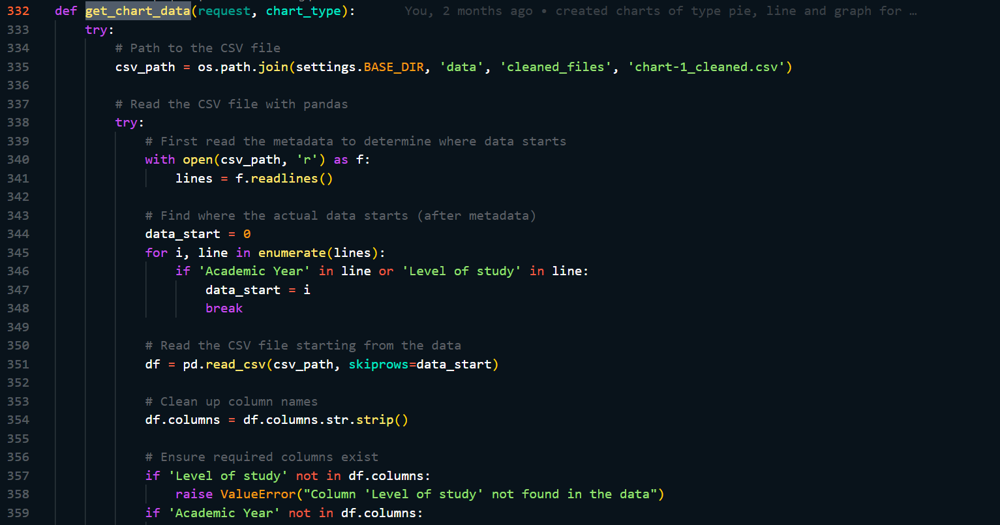 332 def get_chart_data(request, chart_type): You, 2 months ago • created charts of type pie, line and graph for …
333 try:
334 # Path to the CSV file
335 csv_path = os.path.join(settings.BASE_DIR, 'data', 'cleaned_files', 'chart-1_cleaned.csv')
336
337 # Read the CSV file with pandas
338 try:
339 # First read the metadata to determine where data starts
340 with open(csv_path, 'r') as f:
341 lines = f.readlines()
342
343 # Find where the actual data starts (after metadata)
344 data_start = 0
345 for i, line in enumerate(lines):
346 if 'Academic Year' in line or 'Level of study' in line:
347 data_start = i
348 break
349
350 # Read the CSV file starting from the data
351 df = pd.read_csv(csv_path, skiprows=data_start)
352
353 # Clean up column names
354 df.columns = df.columns.str.strip()
355
356 # Ensure required columns exist
357 if 'Level of study' not in df.columns:
358 raise ValueError("Column 'Level of study' not found in the data")
359 if 'Academic Year' not in df.columns: